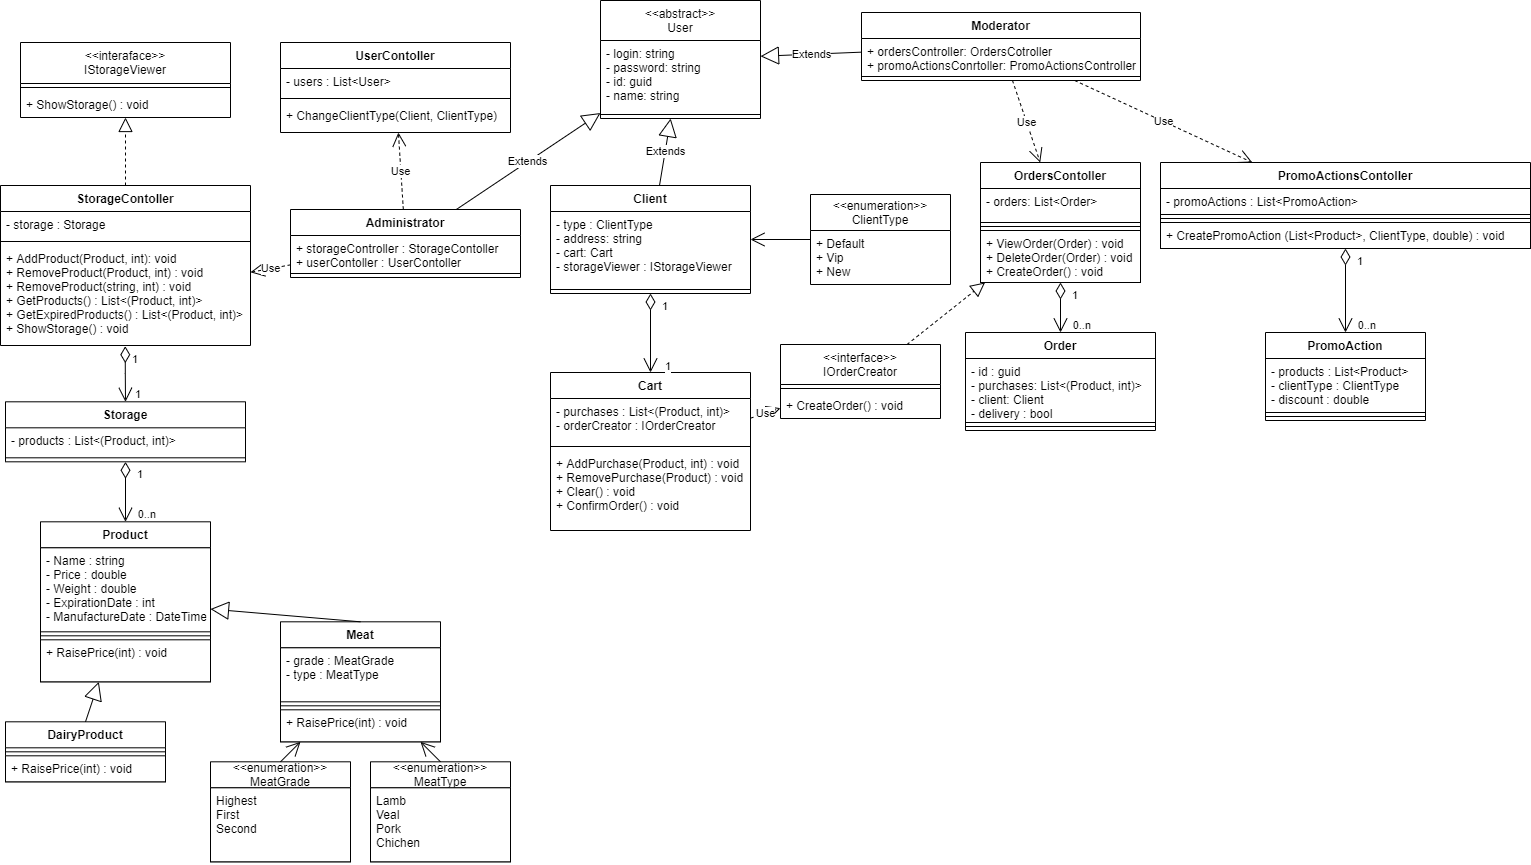 <<interaface>>
IStorageViewer
+ ShowStorage() : void
UserContoller
- users : List<User>
+ ChangeClientType(Client, ClientType)
<<abstract>>
User
- login: string
- password: string
- id: guid
- name: string
Moderator
+ ordersController: OrdersCotroller
+ promoActionsConrtoller: PromoActionsController
Extends
Extends
Extends
Use
Use
Use
StorageContoller
- storage : Storage
+ AddProduct(Product, int): void
+ RemoveProduct(Product, int) : void
+ RemoveProduct(string, int) : void
+ GetProducts() : List<(Product, int)>
+ GetExpiredProducts() : List<(Product, int)>
+ ShowStorage() : void
Administrator
+ storageController : StorageContoller
+ userContoller : UserContoller
Use
Client
- type : ClientType
- address: string
- cart: Cart
- storageViewer : IStorageViewer
<<enumeration>>
ClientType
+ Default
+ Vip
+ New
OrdersContoller
- orders: List<Order>
+ ViewOrder(Order) : void
+ DeleteOrder(Order) : void
+ CreateOrder() : void
PromoActionsContoller
- promoActions : List<PromoAction>
+ CreatePromoAction (List<Product>, ClientType, double) : void
1
1
1
1
0..n
1
0..n
1
1
Storage
- products : List<(Product, int)>
1
0..n
Cart
- purchases : List<(Product, int)>
- orderCreator : IOrderCreator
+ AddPurchase(Product, int) : void
+ RemovePurchase(Product) : void
+ Clear() : void
+ ConfirmOrder() : void
Use
<<interface>>
IOrderCreator
+ CreateOrder() : void
Order
- id : guid
- purchases: List<(Product, int)>
- client: Client
- delivery : bool
PromoAction
- products : List<Product>
- clientType : ClientType
- discount : double
Product
- Name : string
- Price : double
- Weight : double
- ExpirationDate : int
- ManufactureDate : DateTime
+ RaisePrice(int) : void
Meat
- grade : MeatGrade
- type : MeatType
+ RaisePrice(int) : void
DairyProduct
+ RaisePrice(int) : void
<<enumeration>>
MeatGrade
Highest
First
Second
<<enumeration>>
MeatType
Lamb
Veal
Pork
Chichen